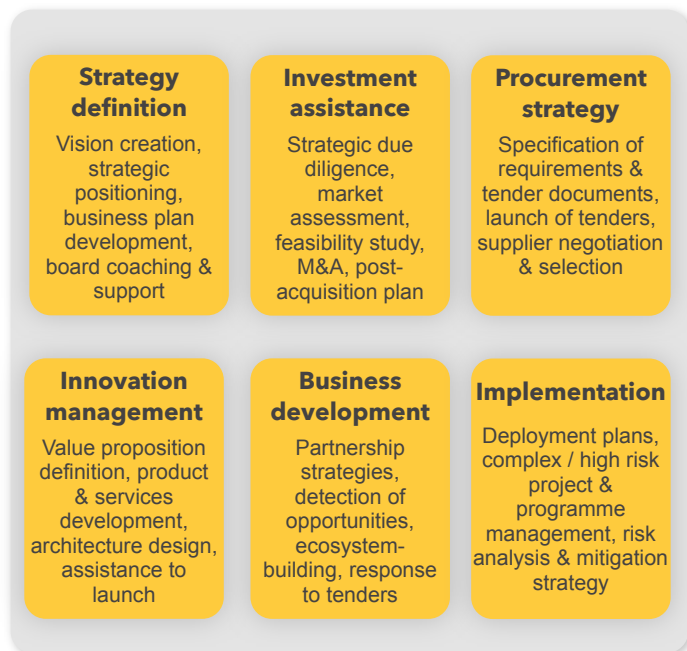 Strategy
definition
Vision creation,
strategic
positioning,
business plan
development,
board coaching &
support
Investment
assistance
Strategic due
diligence,
market
assessment,
feasibility study,
M&A, post-
acquisition plan
Procurement
strategy
Specification of
requirements &
tender documents,
launch of tenders,
supplier negotiation
& selection
Innovation
management
Value proposition
definition, product
& services
development,
architecture design,
assistance to
launch
Business
development
Partnership
strategies,
detection of
opportunities,
ecosystem-
building, response
to tenders
Implementation
Deployment plans,
complex / high risk
project &
programme
management, risk
analysis & mitigation
strategy